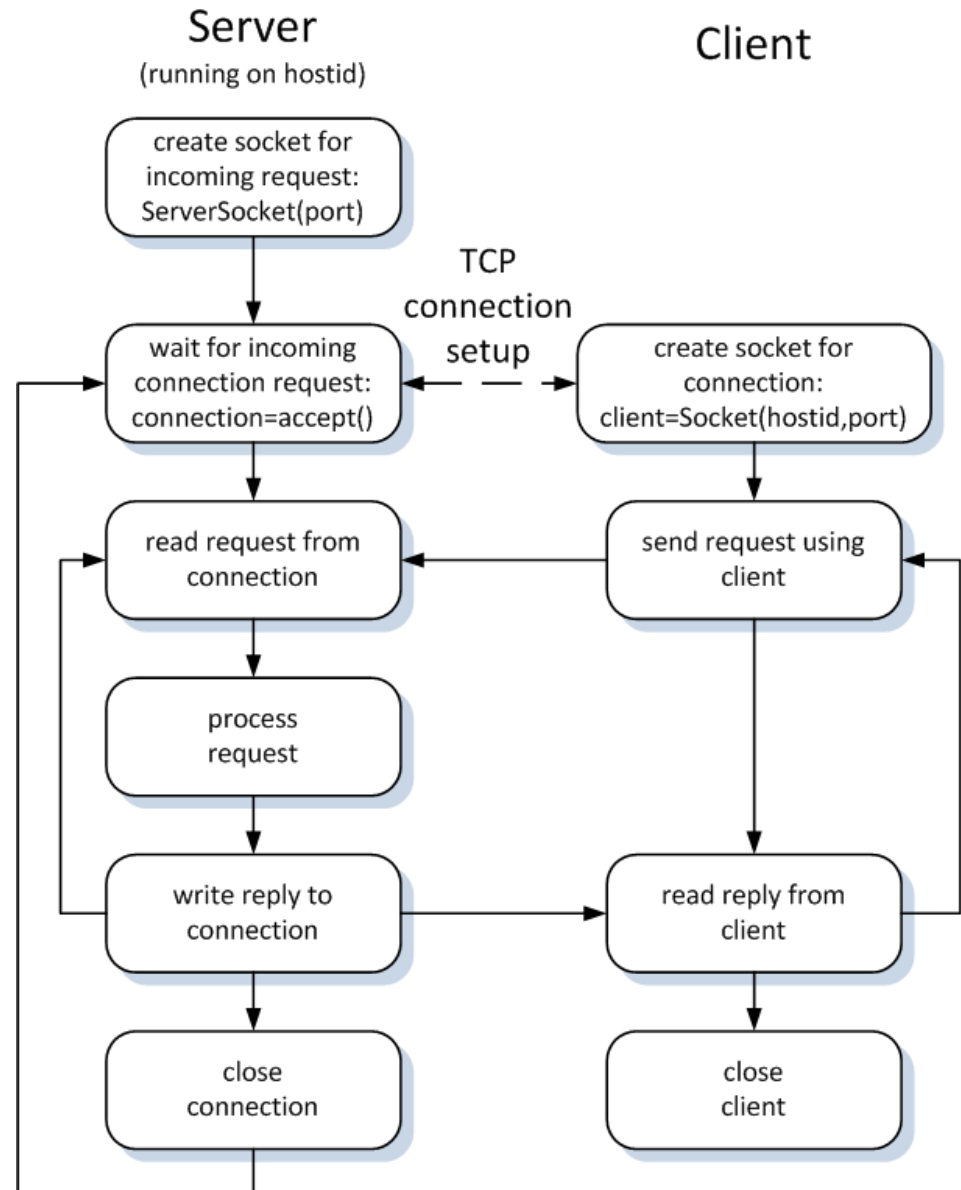 Server
(running on hostid)
Client
create socket for
incoming request:
ServerSocket(port)
TCP
connection
setup
wait for incoming
connection request:
connection=accept()
create socket for
connection:
client=Socket(hostid,port)
read request from
connection
send request using
client
process
request
write reply to
connection
read reply from
client
close
connection
close
client